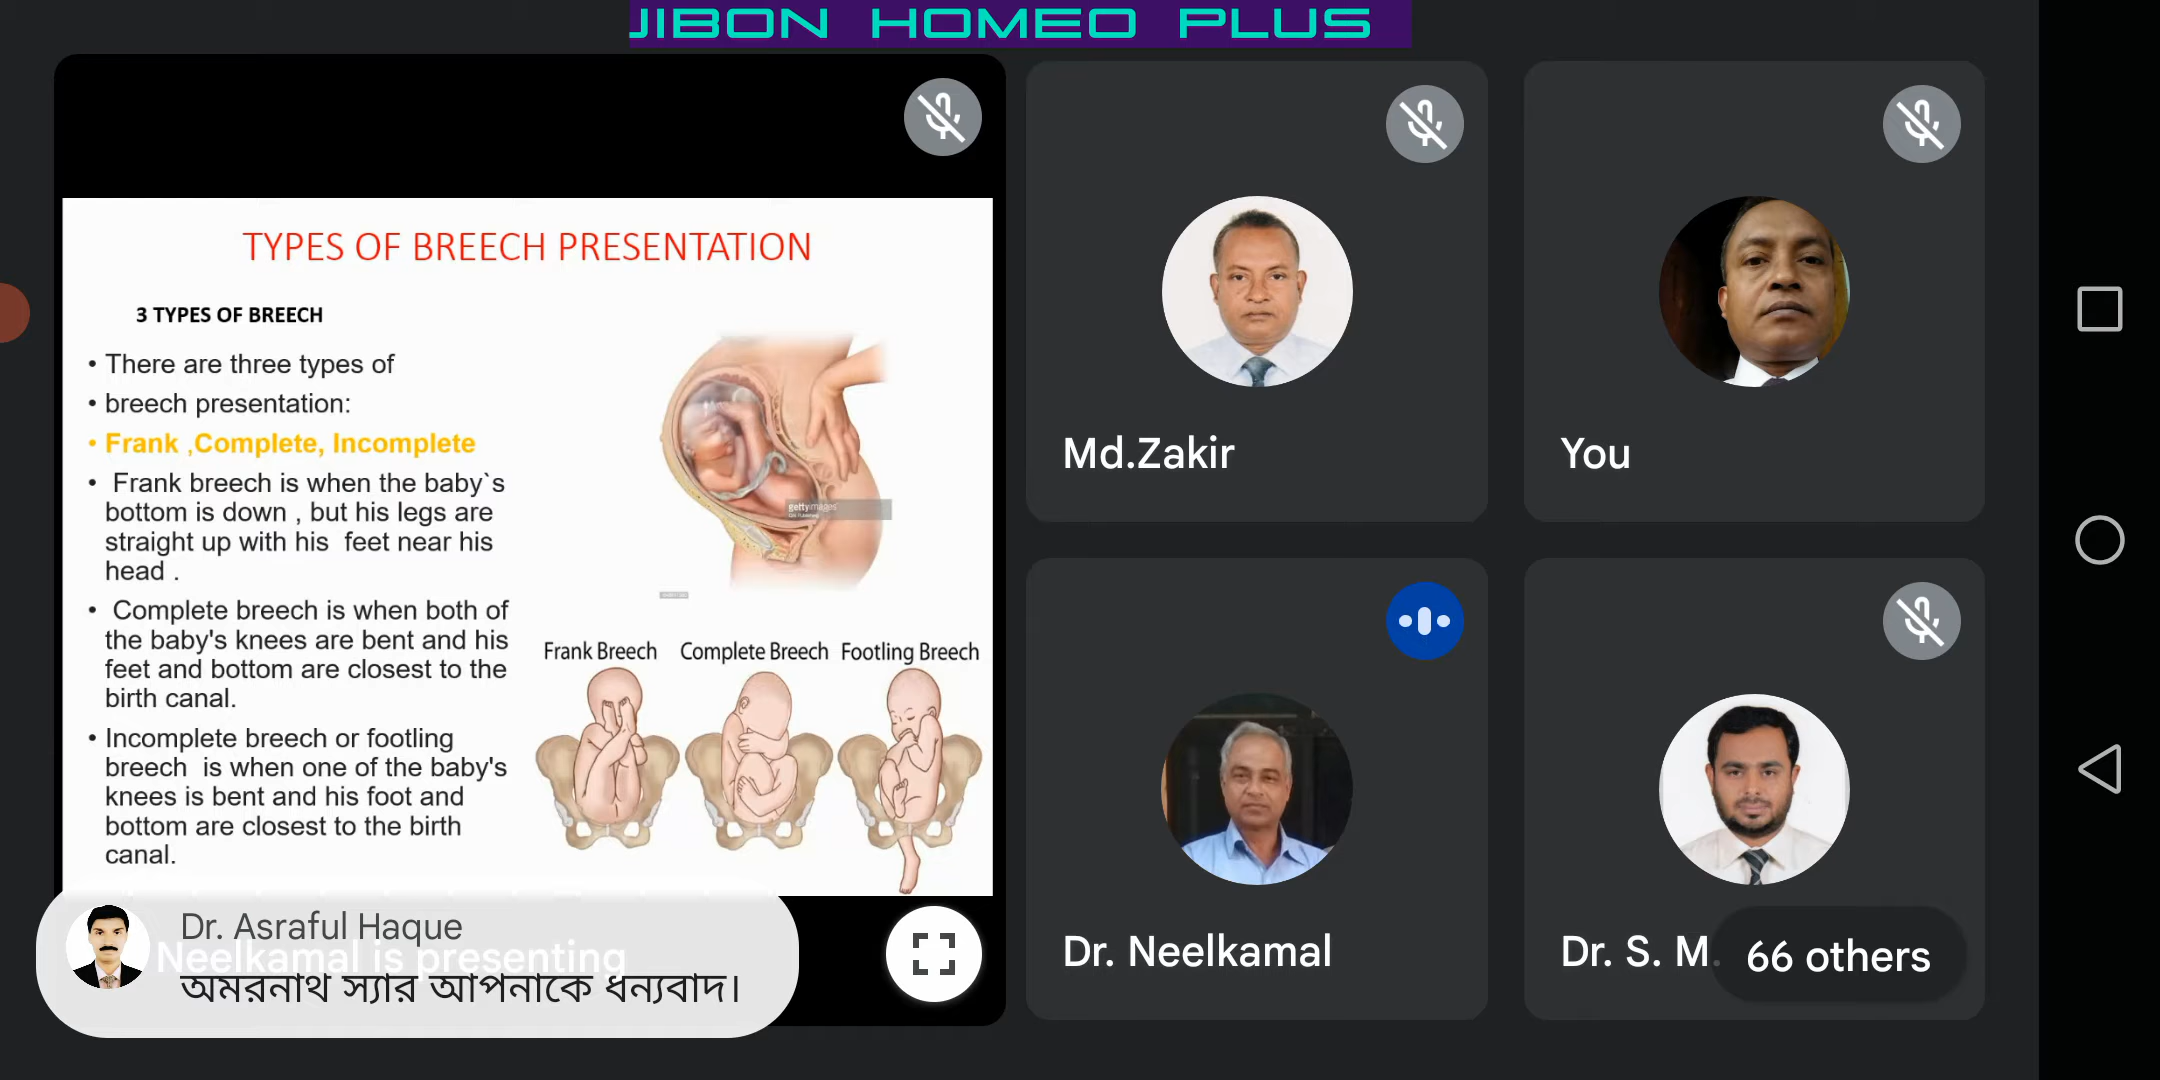 JIBON HOMEO PLUS
TYPES OF BREECH PRESENTATION
3 TYPES OF BREECH
• There are three types of
• breech presentation:
• Frank ,Complete, Incomplete
• Frank breech is when the baby`s
bottom is down , but his legs are
straight up with his feet near his
head .
• Complete breech is when both of
the baby's knees are bent and his
feet and bottom are closest to the
birth canal.
• Incomplete breech or footling
breech is when one of the baby's
knees is bent and his foot and
bottom are closest to the birth
canal.
gettyimages
Frank Breech Complete Breech Footling Breech
Dr. Asraful Haque
Neelkamal is presenting
অমরনাথ স্যার আপনাকে ধন্যবাদ।
Md.Zakir
You
Dr. Neelkamal
Dr. S. M.
66 others